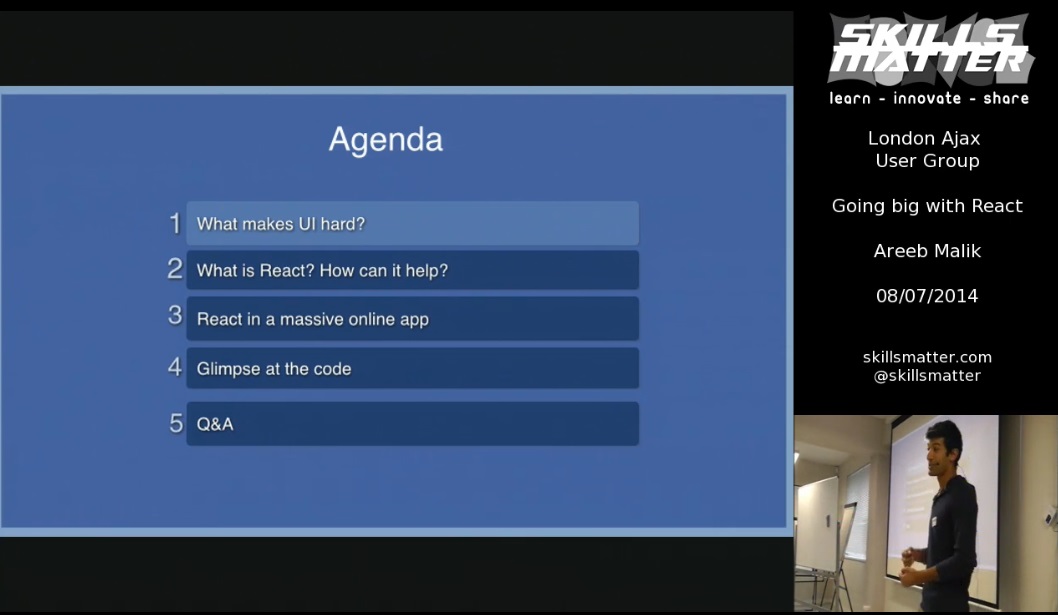 Agenda
1 What makes UI hard?
2 What is React? How can it help?
3 React in a massive online app
4 Glimpse at the code
5 Q&A
SKILLS
MATTER
learn - innovate - share
London Ajax
User Group
Going big with React
Areeb Malik
08/07/2014
skillsmatter.com
@skillsmatter